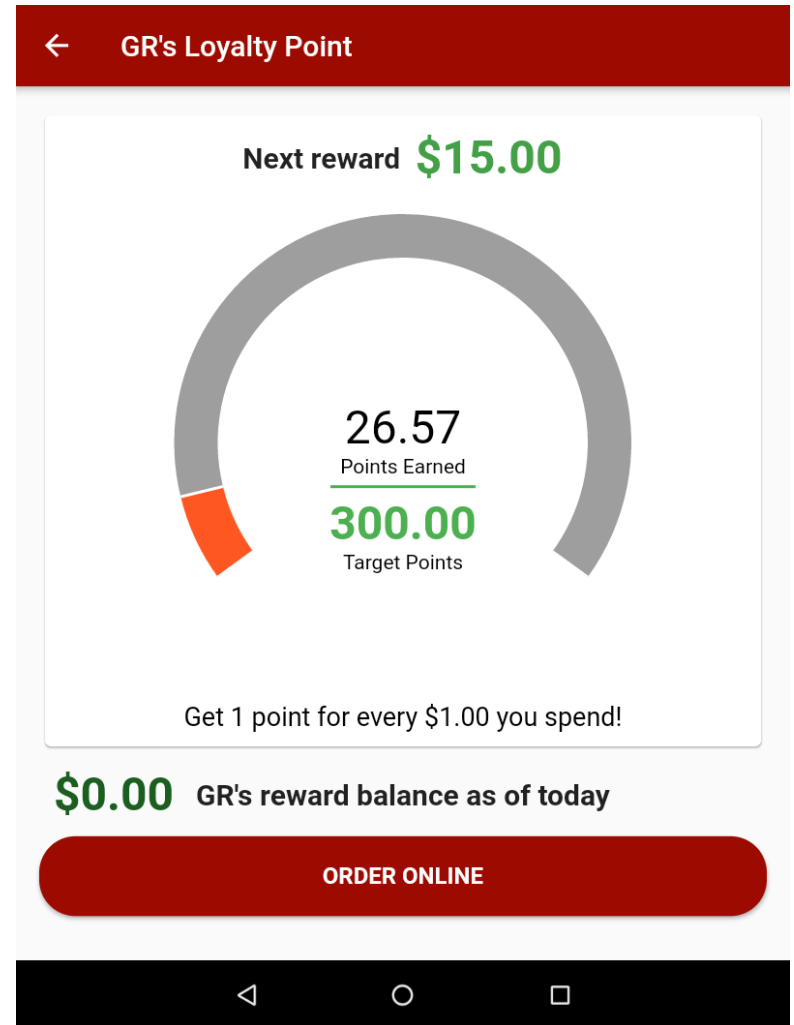 GR's Loyalty Point
Next reward $15.00
26.57
Points Earned
300.00
Target Points
Get 1 point for every $1.00 you spend!
$0.00 GR's reward balance as of today
ORDER ONLINE